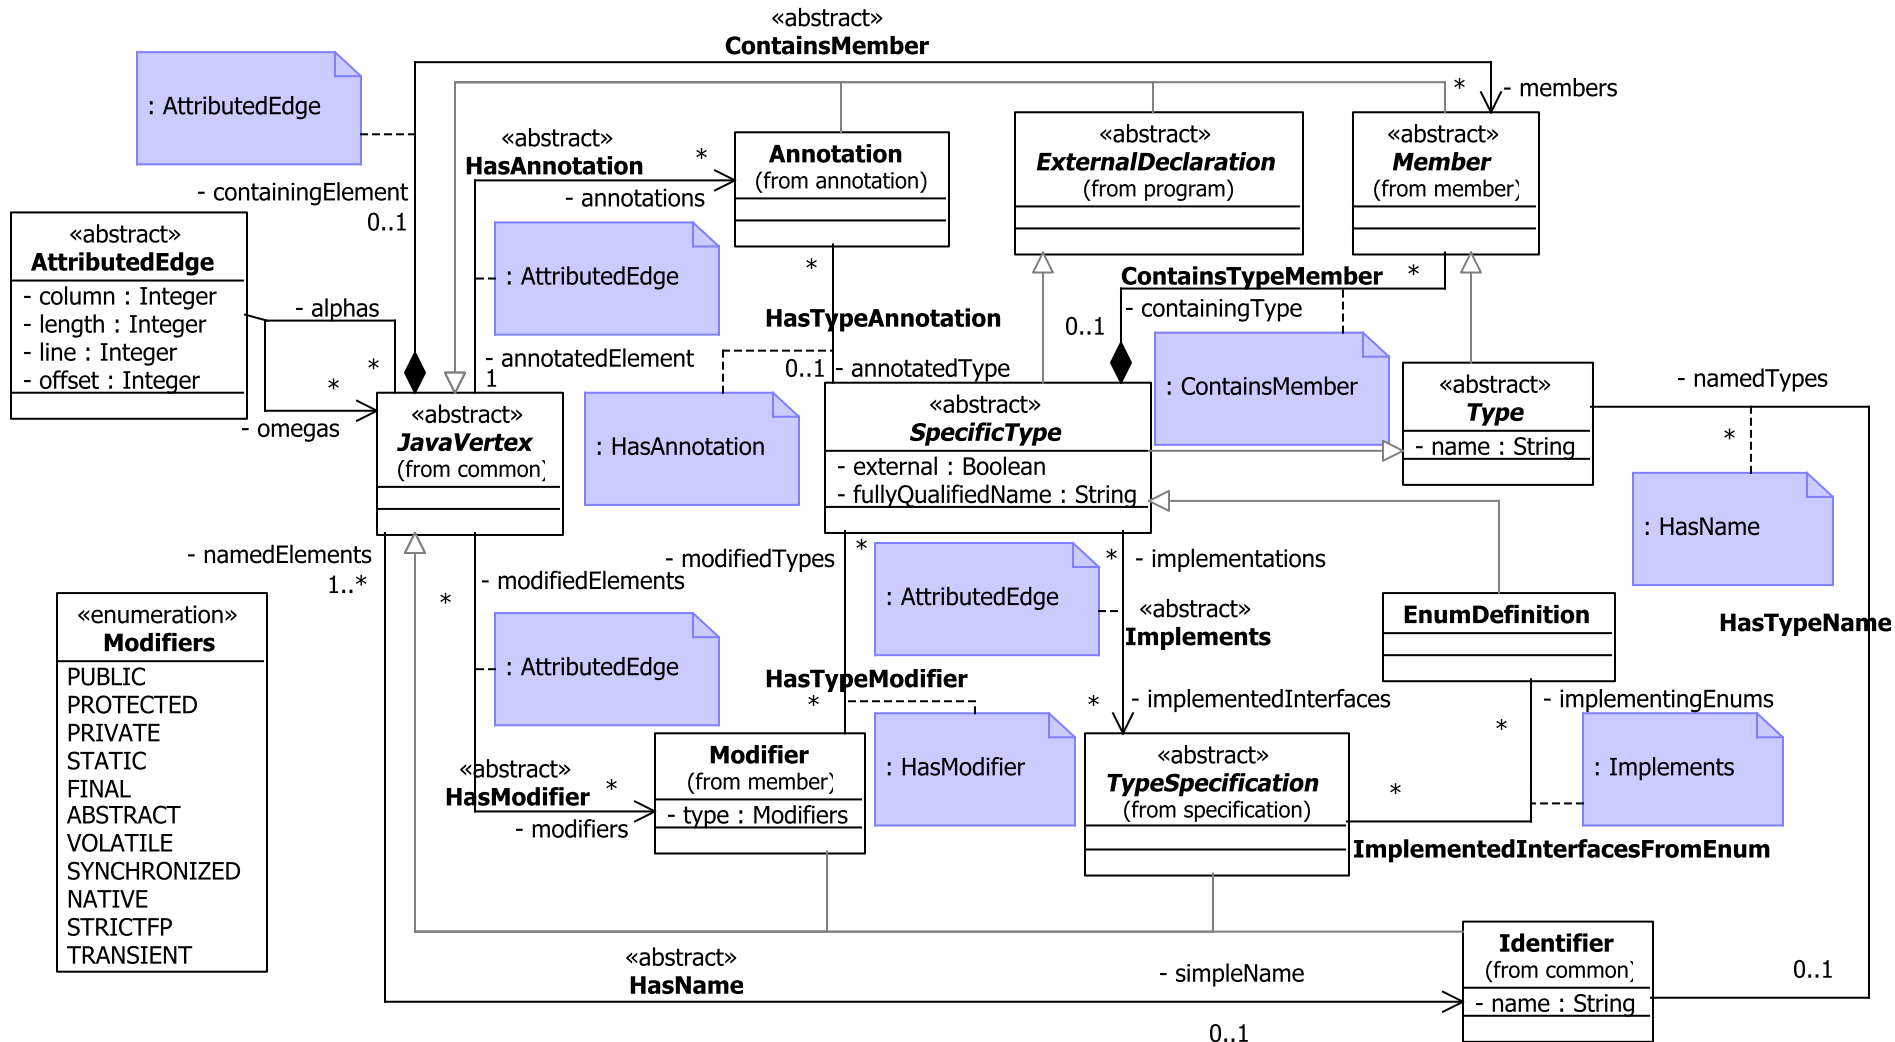 «abstract»
ContainsMember
: AttributedEdge
*
- members
«abstract»
HasAnnotation
*
- annotations
«abstract»
Annotation
(from annotation)
«abstract»
ExternalDeclaration
(from program)
«abstract»
Member
(from member)
- containingElement
0..1
«abstract»
AttributedEdge
- column : Integer
- length : Integer
- line : Integer
- offset : Integer
- alphas
*
*
- omegas
: AttributedEdge
*
HasTypeAnnotation
0..1
- annotatedType
- annotatedElement
1
ContainsTypeMember
*
- containingType
0..1
: ContainsMember
«abstract»
JavaVertex
(from common)
: HasAnnotation
«abstract»
SpecificType
- external : Boolean
- fullyQualifiedName : String
«abstract»
Type
- name : String
- namedTypes
*
: HasName
HasTypeName
- namedElements
1..*
- modifiedElements
*
: AttributedEdge
- modifiedTypes
*
: AttributedEdge
*
- implementations
«abstract»
Implements
EnumDefinition
«enumeration»
Modifiers
PUBLIC
PROTECTED
PRIVATE
STATIC
FINAL
ABSTRACT
VOLATILE
SYNCHRONIZED
NATIVE
STRICTFP
TRANSIENT
HasTypeModifier
*
: HasModifier
*
- implementedInterfaces
- implementingEnums
*
: Implements
«abstract»
HasModifier
*
- modifiers
Modifier
(from member)
- type : Modifiers
«abstract»
TypeSpecification
(from specification)
*
ImplementedInterfacesFromEnum
«abstract»
HasName
- simpleName
0..1
Identifier
(from common)
- name : String
0..1